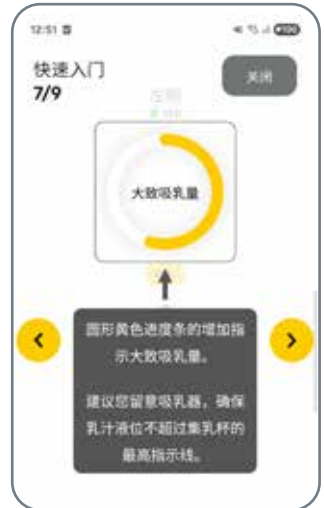 12:51
快速入门
7/9
关闭
大致吸乳量
圆形黄色进度条的增加指
示大致吸乳量。
建议您留意吸乳器，确保
乳汁液位不超过集乳杯的
最高指示线。